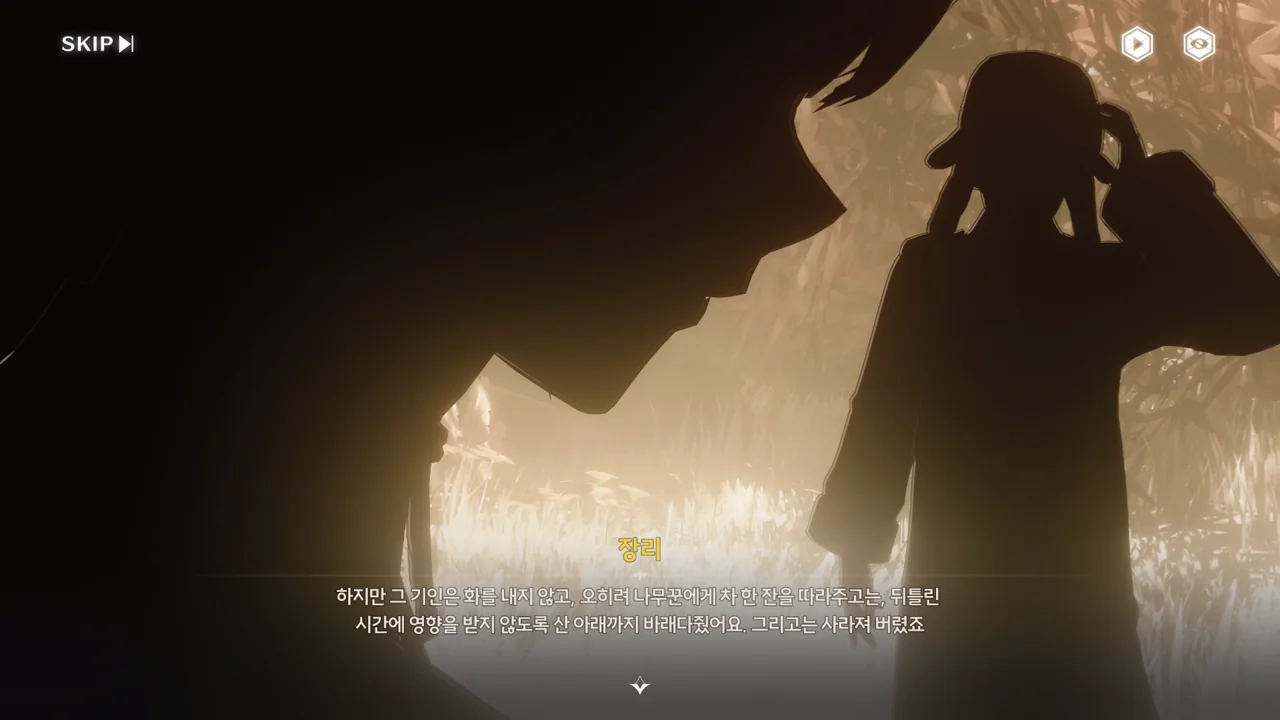 SKIP
장리
하지만 그 기인은 화를 내지 않고, 오히려 나무꾼에게 차 한 잔을 따라주고는, 뒤틀린
시간에 영향을 받지 않도록 산 아래까지 바래다줬어요. 그리고는 사라져 버렸죠